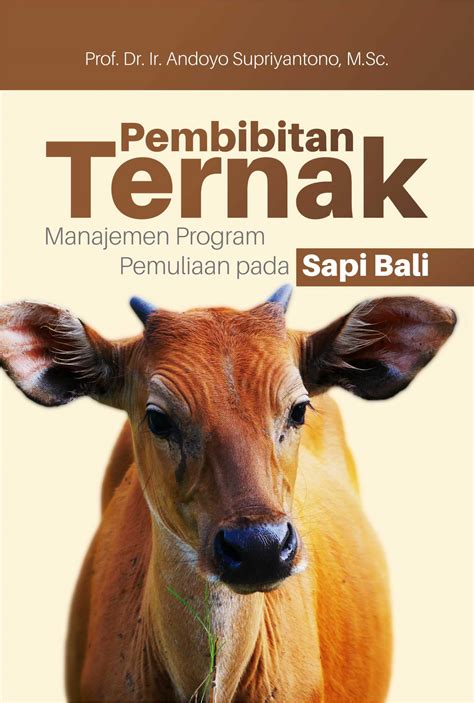 Prof. Dr. Ir. Andoyo Supriyantono, M.Sc.
Pembibitan
Ternak
Manajemen Program
Pemuliaan pada Sapi Bali